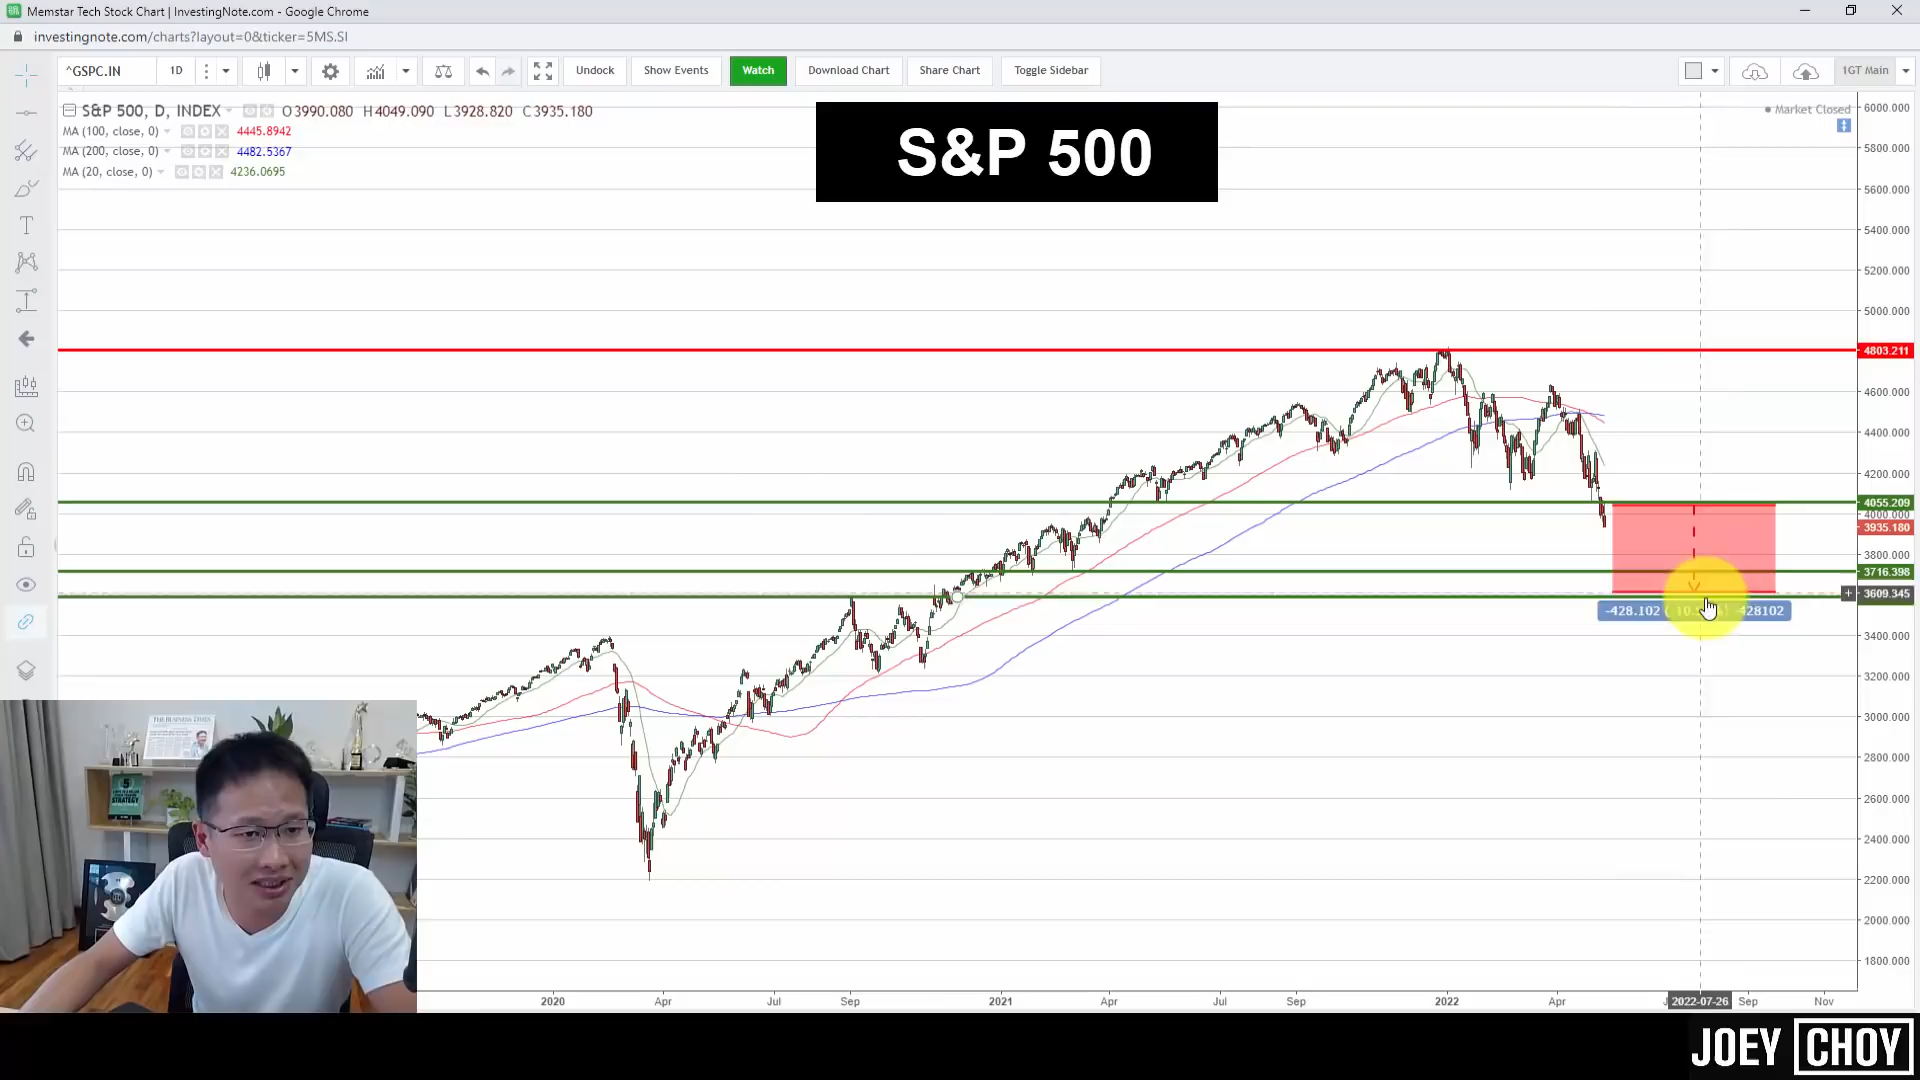 Memstar Tech Stock Chart | InvestingNote.com - Google Chrome
investingnote.com/charts?layout=0&ticker=5MS.SI
^GSPC.IN 1D Undock Show Events Watch Download Chart Share Chart Toggle Sidebar 1GT Main
S&P 500, D, INDEX O3990.080 H4049.090 L3928.820 C3935.180
MA (100, close, 0) 4445.8942
MA (200, close, 0) 4482.5367
MA (20, close, 0) 4236.0695
S&P 500
Market Closed
6000.000
5800.000
5600.000
5400.000
5200.000
5000.000
4803.211
4600.000
4400.000
4200.000
4055.209
4000.000
3935.180
3800.000
3716.398
3609.345
-428.102 428102
3400.000
3200.000
3000.000
2800.000
2600.000
2400.000
2200.000
2000.000
1800.000
2020 Apr Jul Sep 2021 Apr Jul Sep 2022 Apr 2022-07-26 Sep Nov
THE BUSINESS TIMES
STRATEGY
JOEY CHOY